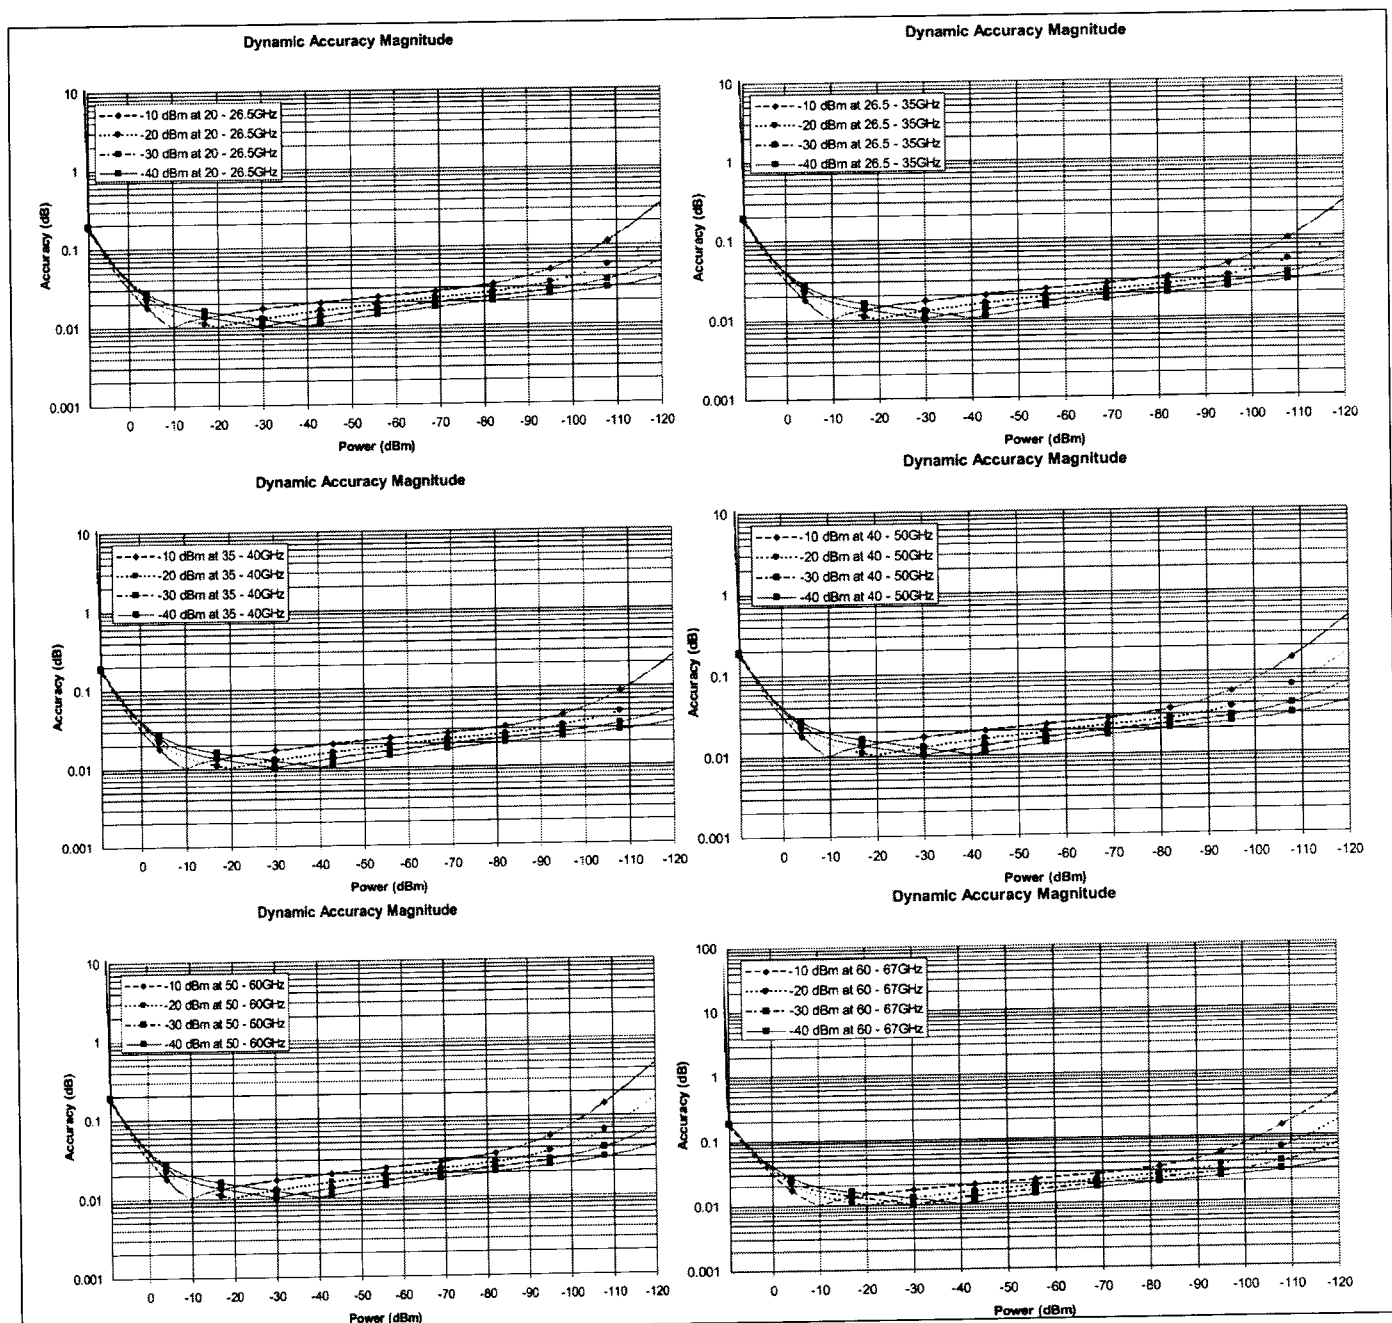 Dynamic Accuracy Magnitude
10
1
0.1
0.01
0.001
Accuracy (dB)
-10 dBm at 20 - 26.5GHz
-20 dBm at 20 - 26.5GHz
-30 dBm at 20 - 26.5GHz
-40 dBm at 20 - 26.5GHz
0 -10 -20 -30 -40 -50 -60 -70 -80 -90 -100 -110 -120
Power (dBm)
Dynamic Accuracy Magnitude
10
1
0.1
0.01
0.001
Accuracy (dB)
-10 dBm at 26.5 - 35GHz
-20 dBm at 26.5 - 35GHz
-30 dBm at 26.5 - 35GHz
-40 dBm at 26.5 - 35GHz
0 -10 -20 -30 -40 -50 -60 -70 -80 -90 -100 -110 -120
Power (dBm)
Dynamic Accuracy Magnitude
10
1
0.1
0.01
0.001
Accuracy (dB)
-10 dBm at 35 - 40GHz
-20 dBm at 35 - 40GHz
-30 dBm at 35 - 40GHz
-40 dBm at 35 - 40GHz
0 -10 -20 -30 -40 -50 -60 -70 -80 -90 -100 -110 -120
Power (dBm)
Dynamic Accuracy Magnitude
10
1
0.1
0.01
0.001
Accuracy (dB)
-10 dBm at 40 - 50GHz
-20 dBm at 40 - 50GHz
-30 dBm at 40 - 50GHz
-40 dBm at 40 - 50GHz
0 -10 -20 -30 -40 -50 -60 -70 -80 -90 -100 -110 -120
Power (dBm)
Dynamic Accuracy Magnitude
10
1
0.1
0.01
0.001
Accuracy (dB)
-10 dBm at 50 - 60GHz
-20 dBm at 50 - 60GHz
-30 dBm at 50 - 60GHz
-40 dBm at 50 - 60GHz
0 -10 -20 -30 -40 -50 -60 -70 -80 -90 -100 -110 -120
Power (dBm)
Dynamic Accuracy Magnitude
100
10
1
0.1
0.01
0.001
Accuracy (dB)
-10 dBm at 60 - 67GHz
-20 dBm at 60 - 67GHz
-30 dBm at 60 - 67GHz
-40 dBm at 60 - 67GHz
0 -10 -20 -30 -40 -50 -60 -70 -80 -90 -100 -110 -120
Power (dBm)